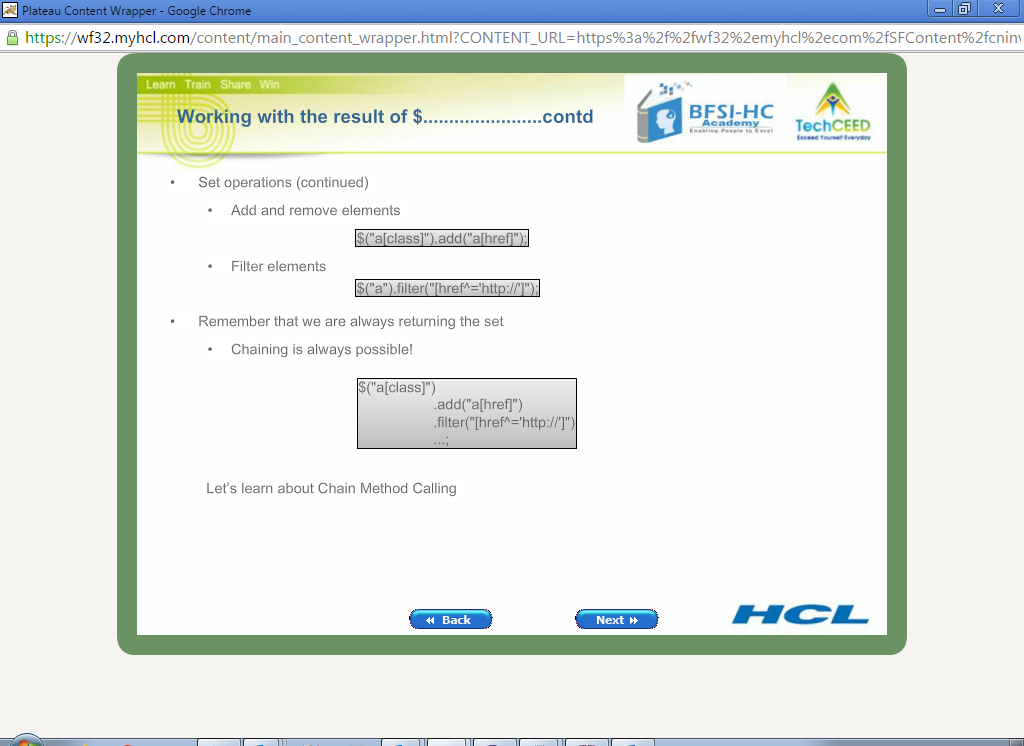 Plateau Content Wrapper - Google Chrome
https://wf32.myhcl.com/content/main_content_wrapper.html?CONTENT_URL=https%3a%2f%2fwf32%2emyhcl%2ecom%2fSFContent%2fcninv
Learn Train Share Win
Working with the result of $.......................contd
BFSI-HC
Academy
Enabling People to Excel
TechCEED
Exceed Yourself Everyday
• Set operations (continued)
• Add and remove elements
$("a[class]").add("a[href]");
• Filter elements
$("a").filter("[href^='http://']");
• Remember that we are always returning the set
• Chaining is always possible!
$("a[class]")
.add("a[href]")
.filter("[href^='http://']")
...;
Let's learn about Chain Method Calling
Back
Next
HCL